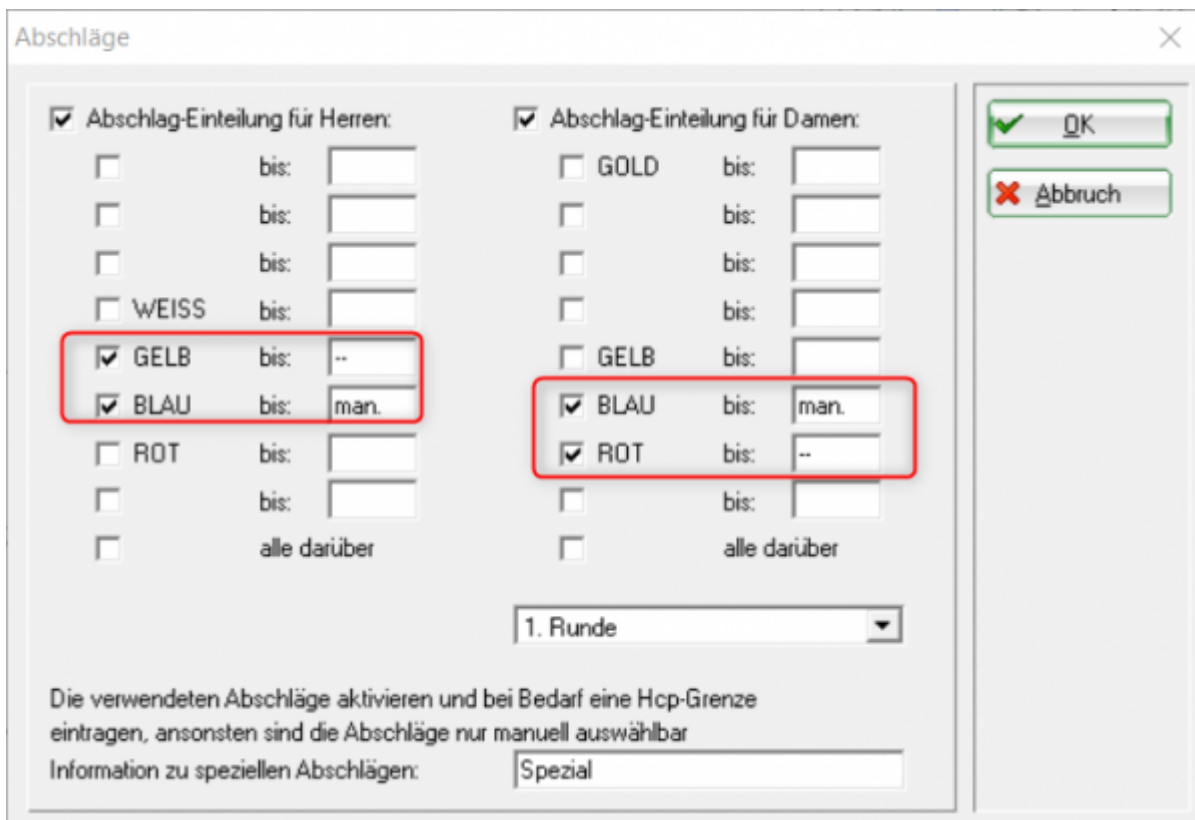 Abschläge
Abschlag-Einteilung für Herren:
bis:
bis:
bis:
WEISS bis:
GELB bis: --
BLAU bis: man.
ROT bis:
bis:
alle darüber
Abschlag-Einteilung für Damen:
GOLD bis:
bis:
bis:
bis:
GELB bis:
BLAU bis: man.
ROT bis: --
bis:
alle darüber
1. Runde
Die verwendeten Abschläge aktivieren und bei Bedarf eine Hcp-Grenze
eintragen, ansonsten sind die Abschläge nur manuell auswählbar
Information zu speziellen Abschlägen: Spezial
OK
Abbruch